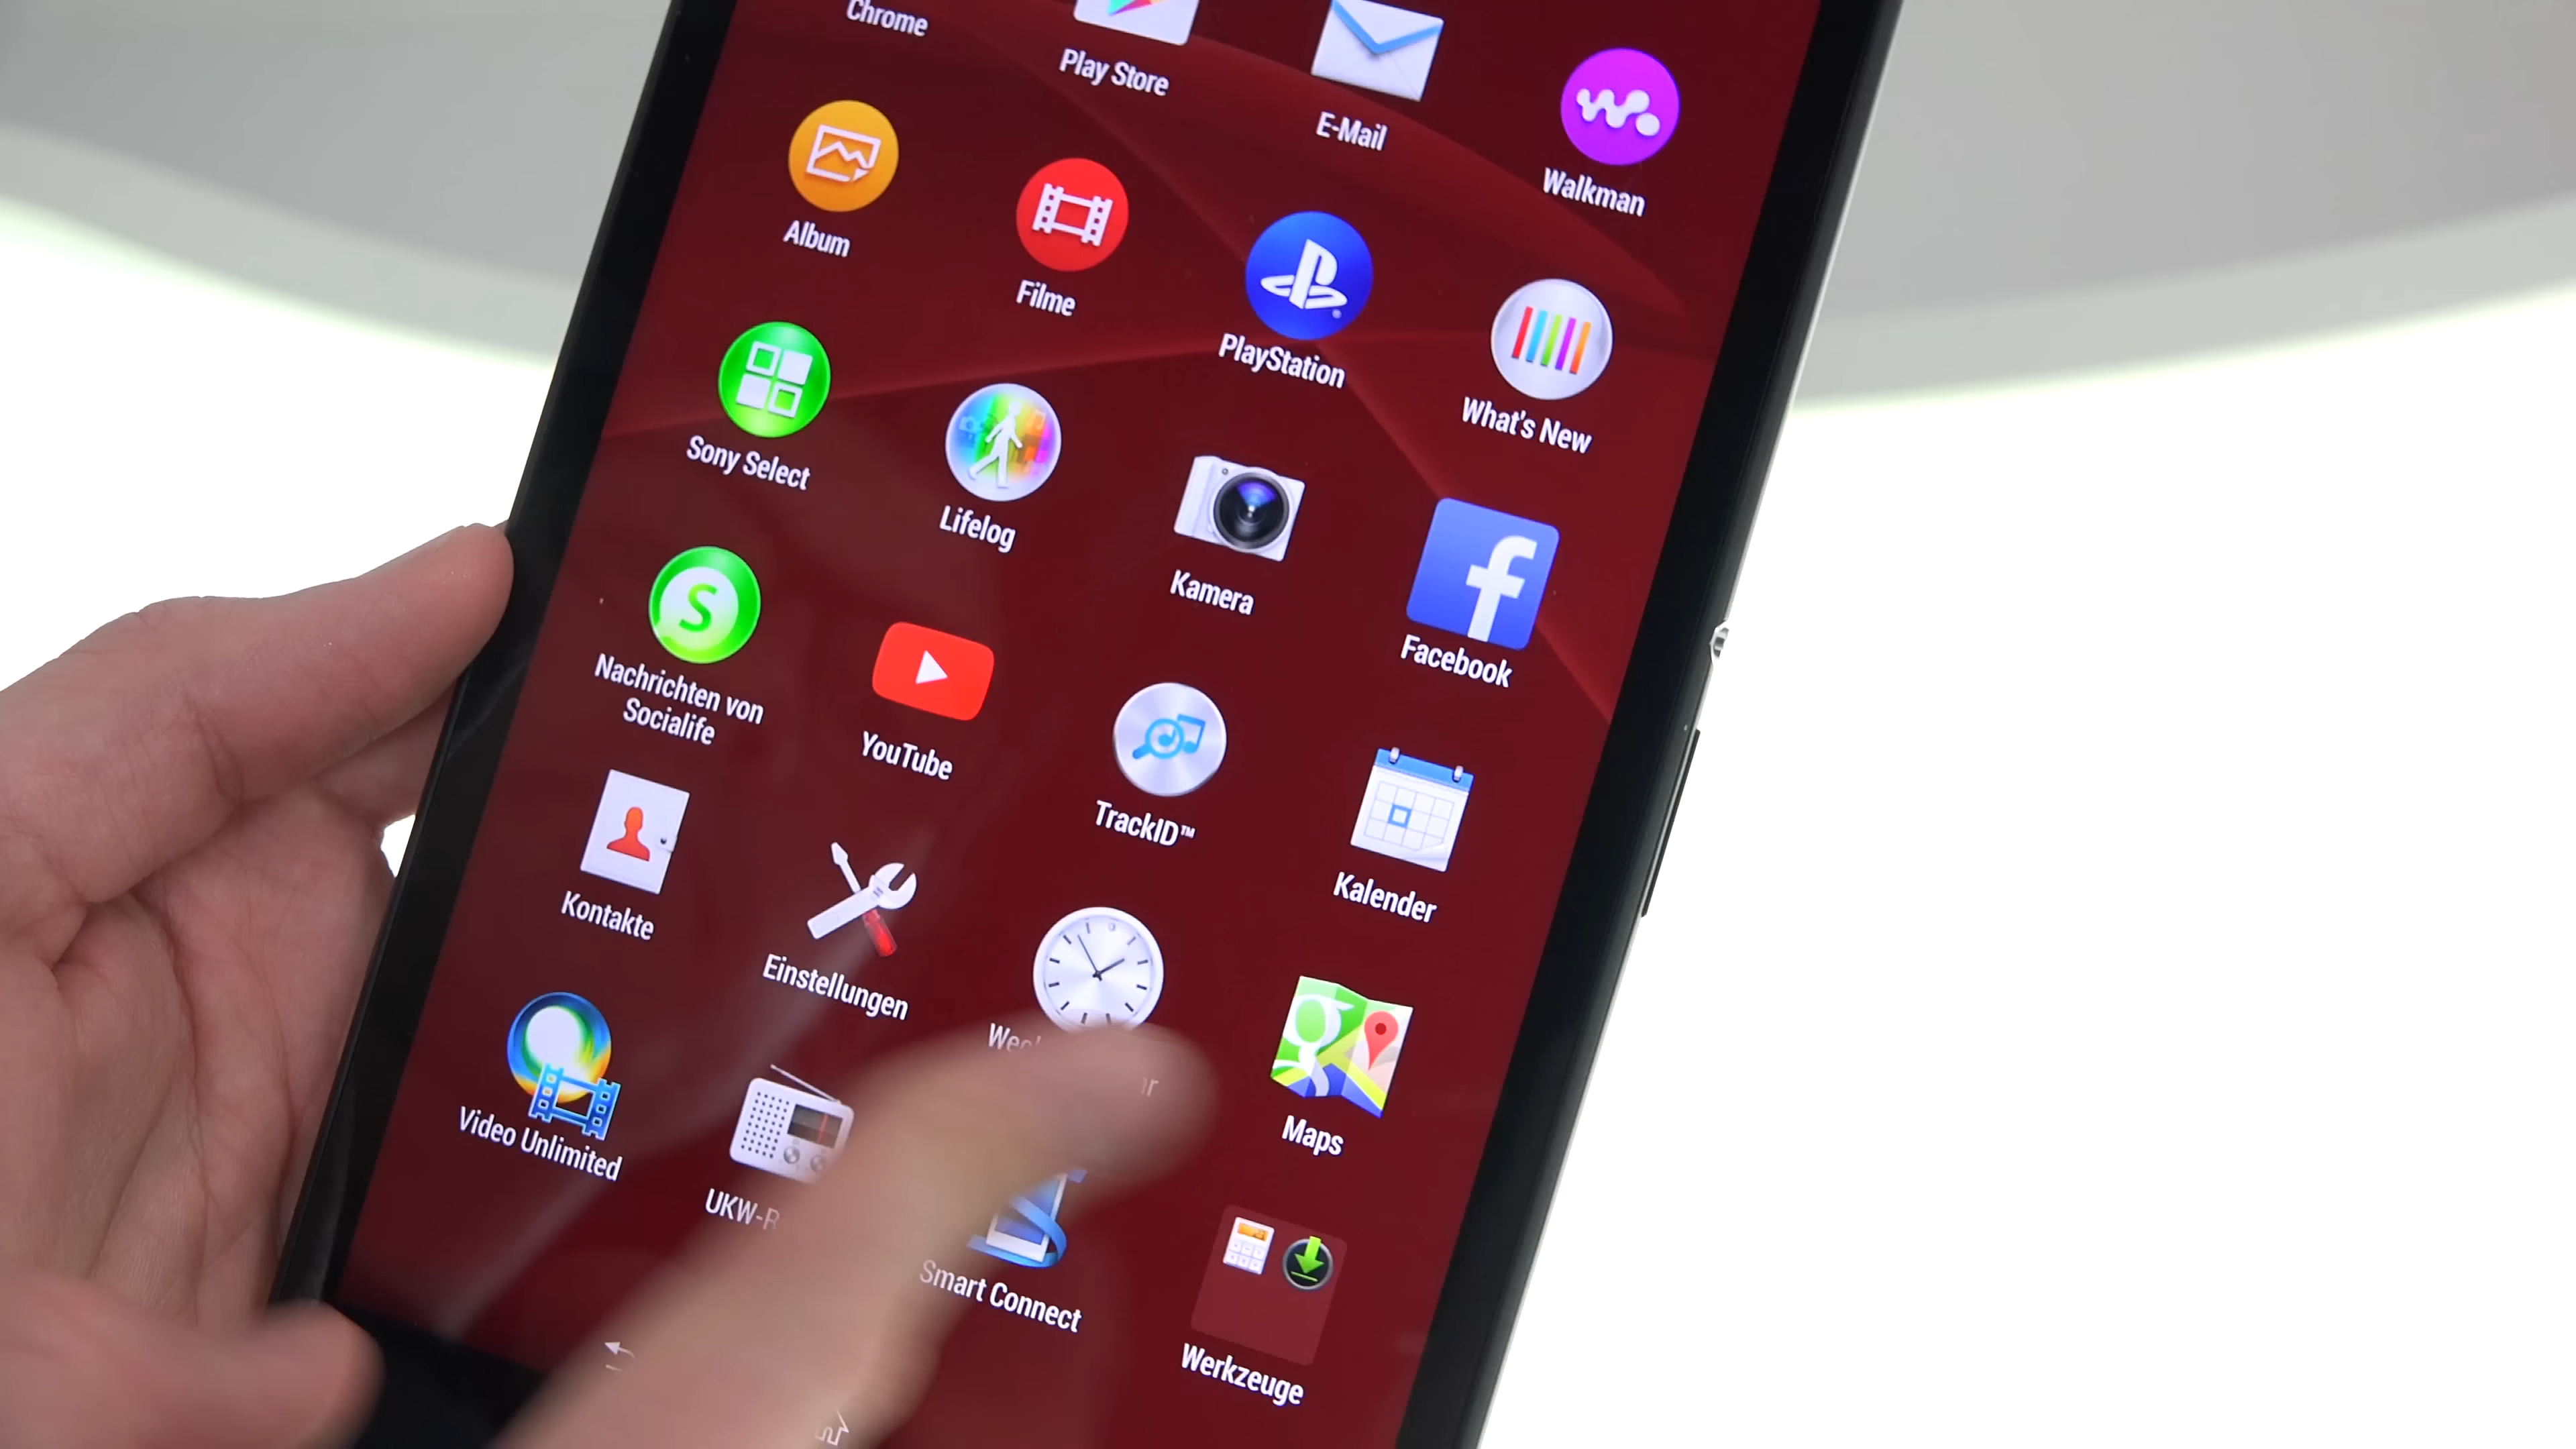 Chrome
Play Store
E-Mail
Walkman
Album
Filme
PlayStation
What's New
Sony Select
Lifelog
Kamera
Facebook
S
Nachrichten von
Socialife
YouTube
TrackID™
Kalender
Kontakte
Einstellungen
Maps
Video Unlimited
Smart Connect
Werkzeuge